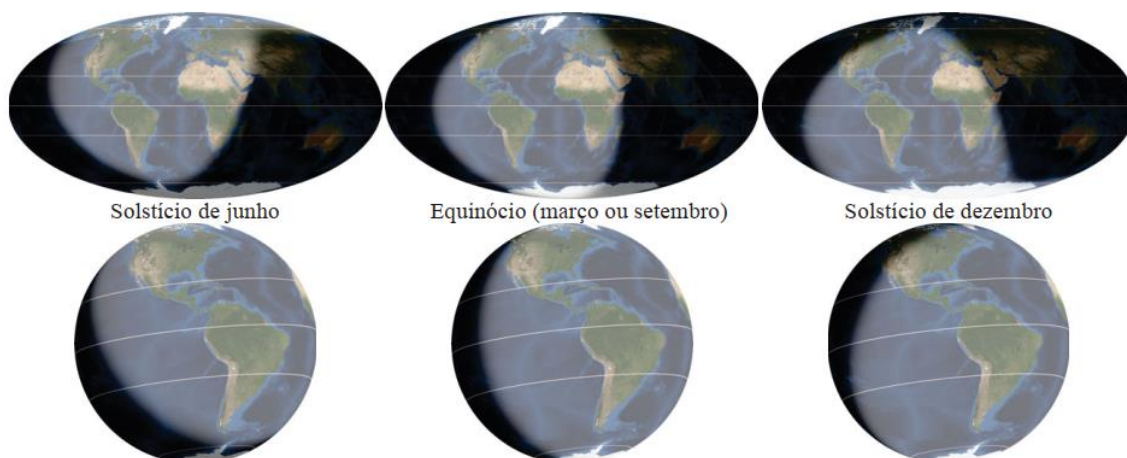 Solstício de junho
Equinócio (março ou setembro)
Solstício de dezembro